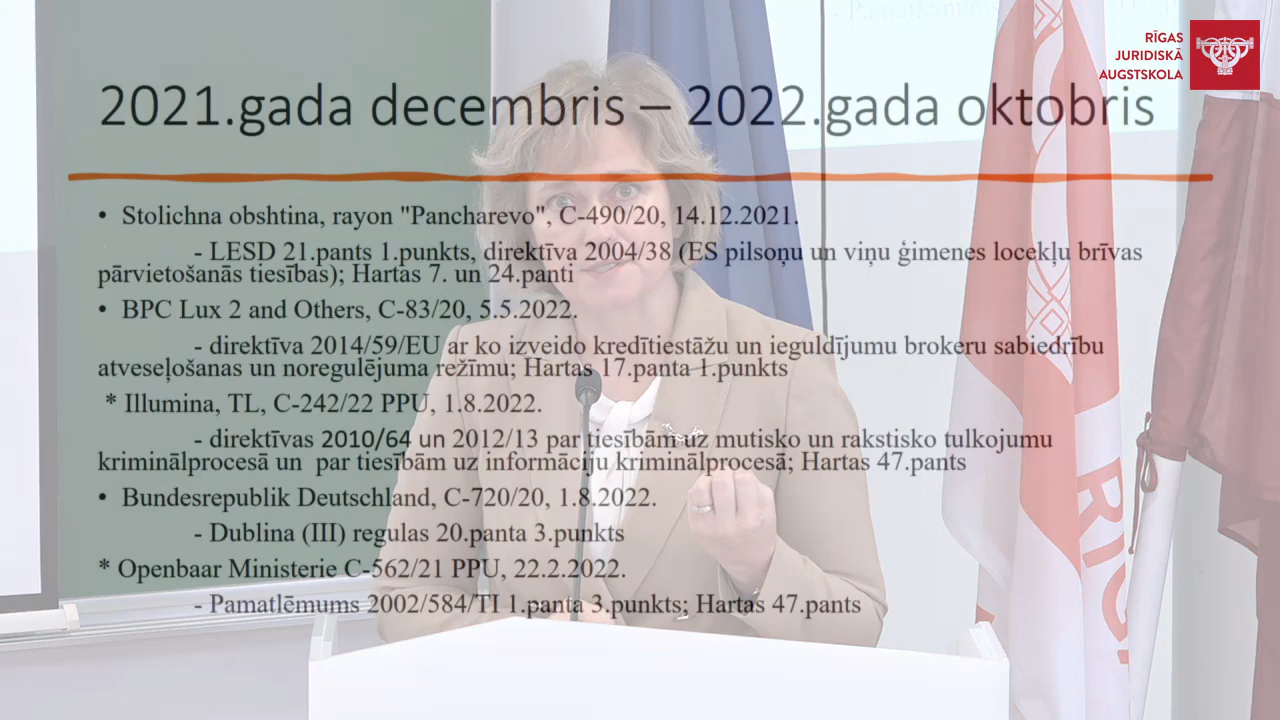 RĪGAS
JURIDISKĀ
AUGSTSKOLA
- Pamatlēmums
2021.gada decembris – 2022.gada oktobris
• Stolichna obshtina, rayon "Pancharevo", C-490/20, 14.12.2021.
- LESD 21.pants 1.punkts, direktīva 2004/38 (ES pilsoņu un viņu ģimenes locekļu brīvas
pārvietošanās tiesības); Hartas 7. un 24.panti
• BPC Lux 2 and Others, C-83/20, 5.5.2022.
- direktīva 2014/59/EU ar ko izveido kredītiestāžu un ieguldījumu brokeru sabiedrību
atveseļošanas un noregulējuma režīmu; Hartas 17.panta 1.punkts
* Illumina, TL, C-242/22 PPU, 1.8.2022.
- direktīvas 2010/64 un 2012/13 par tiesībām uz mutisko un rakstisko tulkojumu
kriminālprocesā un par tiesībām uz informāciju kriminālprocesā; Hartas 47.pants
• Bundesrepublik Deutschland, C-720/20, 1.8.2022.
- Dublina (III) regulas 20.panta 3.punkts
* Openbaar Ministerie C-562/21 PPU, 22.2.2022.
- Pamatlēmums 2002/584/TI 1.panta 3.punkts; Hartas 47.pants